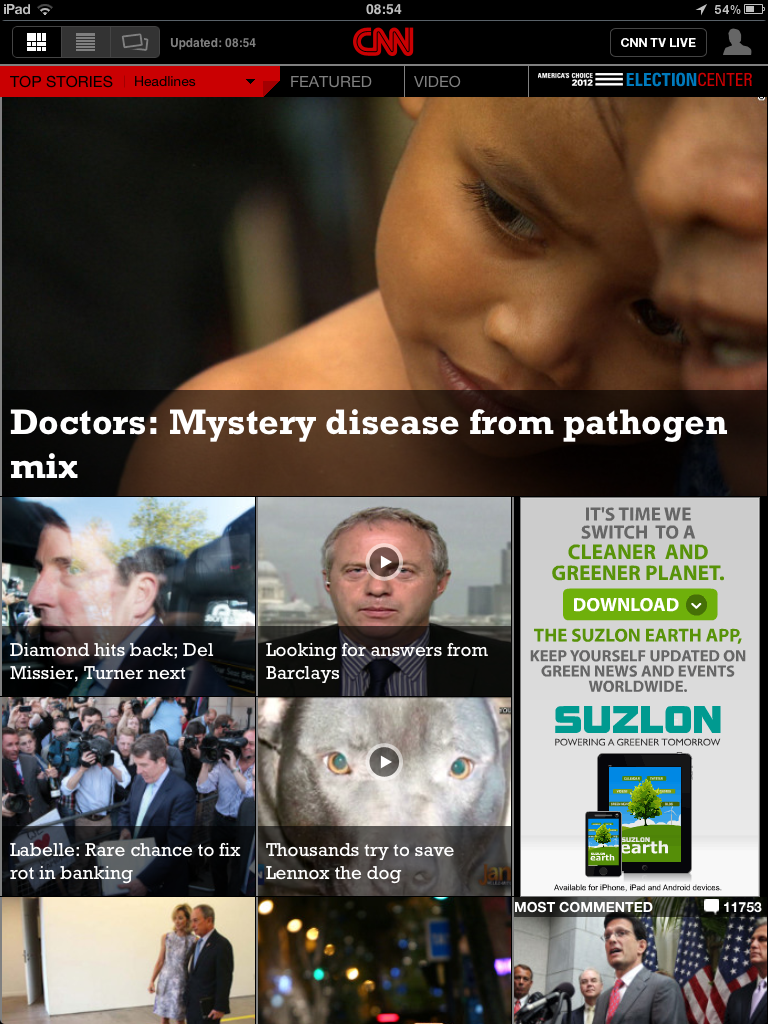 iPad
08:54
54%
Updated: 08:54
CNN
CNN TV LIVE
TOP STORIES
Headlines
FEATURED
VIDEO
AMERICA'S CHOICE
2012
ELECTIONCENTER
Doctors: Mystery disease from pathogen
mix
Diamond hits back; Del
Missier, Turner next
Looking for answers from
Barclays
IT'S TIME WE
SWITCH TO A
CLEANER AND
GREENER PLANET.
DOWNLOAD
THE SUZLON EARTH APP,
KEEP YOURSELF UPDATED ON
GREEN NEWS AND EVENTS
WORLDWIDE.
SUZLON
POWERING A GREENER TOMORROW
SUZLON
earth
SUZLON
earth
Available for iPhone, iPad and Android devices.
Labelle: Rare chance to fix
rot in banking
Thousands try to save
Lennox the dog
MOST COMMENTED
11753